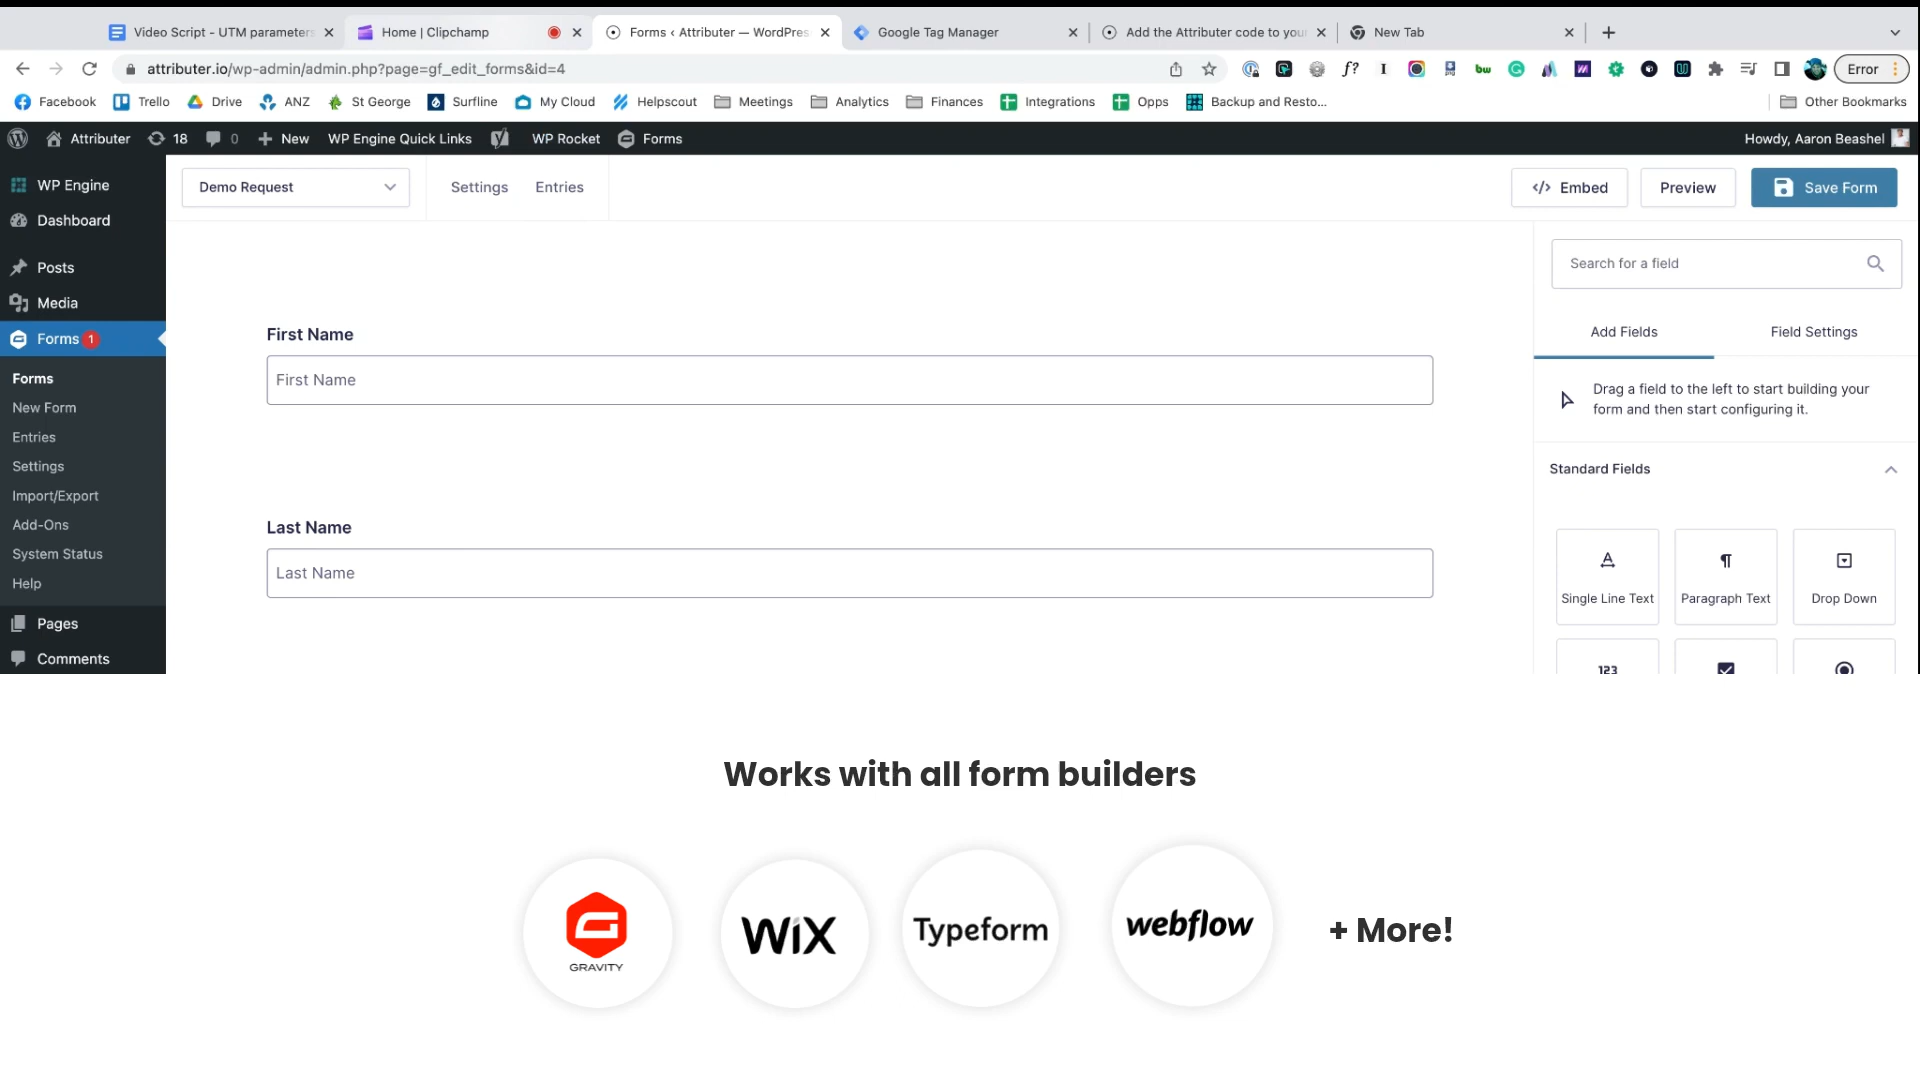 Video Script - UTM parameters
Home | Clipchamp
Forms ‹ Attributer — WordPres
Google Tag Manager
Add the Attributer code to you
New Tab
attributer.io/wp-admin/admin.php?page=gf_edit_forms&id=4
f?
I
bw
Error
Facebook
Trello
Drive
ANZ
St George
Surfline
My Cloud
Helpscout
Meetings
Analytics
Finances
Integrations
Opps
Backup and Resto...
Other Bookmarks
Attributer
18
0
New
WP Engine Quick Links
WP Rocket
Forms
Howdy, Aaron Beashel
WP Engine
Dashboard
Posts
Media
Forms 1
Forms
New Form
Entries
Settings
Import/Export
Add-Ons
System Status
Help
Pages
Comments
Demo Request
Settings
Entries
Embed
Preview
Save Form
First Name
First Name
Last Name
Last Name
Search for a field
Add Fields
Field Settings
Drag a field to the left to start building your
form and then start configuring it.
Standard Fields
Single Line Text
Paragraph Text
Drop Down
123
Works with all form builders
GRAVITY
WiX
Typeform
webflow
+ More!